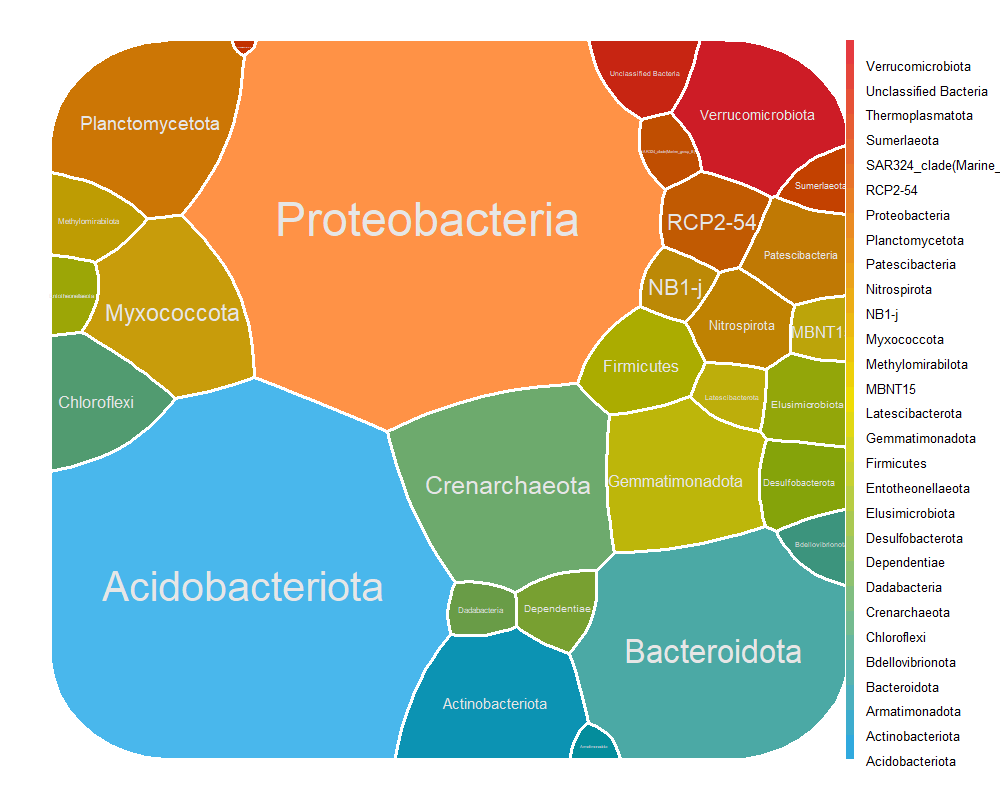 Planctomycetota
Unclassified Bacteria
Verrucomicrobiota
Sumerlaeota
Methylomirabilota
Proteobacteria
RCP2-54
Patescibacteria
NB1-j
Myxococcota
Nitrospirota
MBNT1
Firmicutes
Chloroflexi
Latescibacterota
Elusimicrobiota
Crenarchaeota
Gemmatimonadota
Desulfobacterota
Bdellovibrionota
Acidobacteriota
Dadabacteria
Dependentiae
Bacteroidota
Actinobacteriota
Verrucomicrobiota
Unclassified Bacteria
Thermoplasmatota
Sumerlaeota
SAR324_clade(Marine_
RCP2-54
Proteobacteria
Planctomycetota
Patescibacteria
Nitrospirota
NB1-j
Myxococcota
Methylomirabilota
MBNT15
Latescibacterota
Gemmatimonadota
Firmicutes
Entotheonellaeota
Elusimicrobiota
Desulfobacterota
Dependentiae
Dadabacteria
Crenarchaeota
Chloroflexi
Bdellovibrionota
Bacteroidota
Armatimonadota
Actinobacteriota
Acidobacteriota